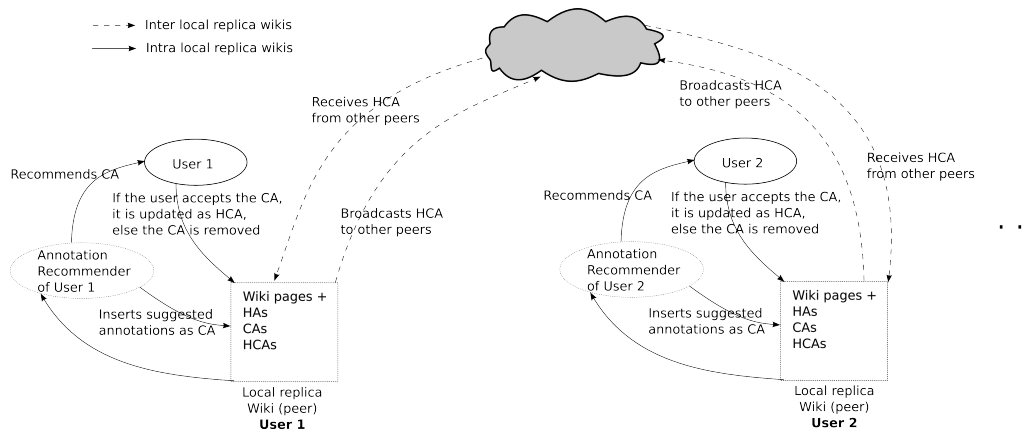 Inter local replica wikis
Intra local replica wikis
Receives HCA
from other peers
Broadcasts HCA
to other peers
User 1
Recommends CA
If the user accepts the CA,
it is updated as HCA,
else the CA is removed
Broadcasts HCA
to other peers
Annotation
Recommender
of User 1
Inserts suggested
annotations as CA
Wiki pages +
HAs
CAs
HCAs
Local replica
Wiki (peer)
User 1
User 2
Receives HCA
from other peers
Recommends CA
If the user accepts the CA,
it is updated as HCA,
else the CA is removed
Annotation
Recommender
of User 2
Inserts suggested
annotations as CA
Wiki pages +
HAs
CAs
HCAs
Local replica
Wiki (peer)
User 2
. .